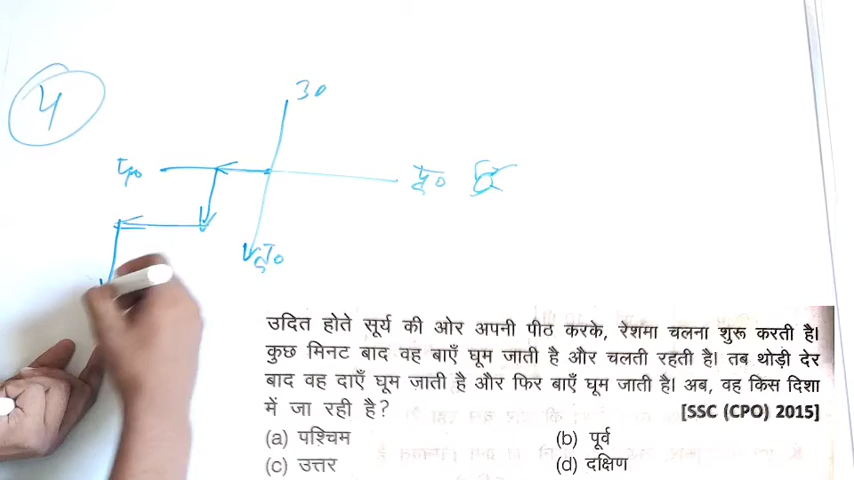 4
उ०
प०
पू०
द०
उदित होते सूर्य की ओर अपनी पीठ करके, रेशमा चलना शुरू करती है।
कुछ मिनट बाद वह बाएँ घूम जाती है और चलती रहती है। तब थोड़ी देर
बाद वह दाएँ घूम जाती है और फिर बाएँ घूम जाती है। अब, वह किस दिशा
में जा रही है? [SSC (CPO) 2015]
(a) पश्चिम (b) पूर्व
(c) उत्तर (d) दक्षिण